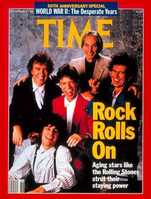 50TH ANNIVERSARY SPECIAL
WORLD WAR II: The Desperate Years
TIME
Rock
Rolls
On
Aging stars like
the Rolling Stones
strut their
staying power